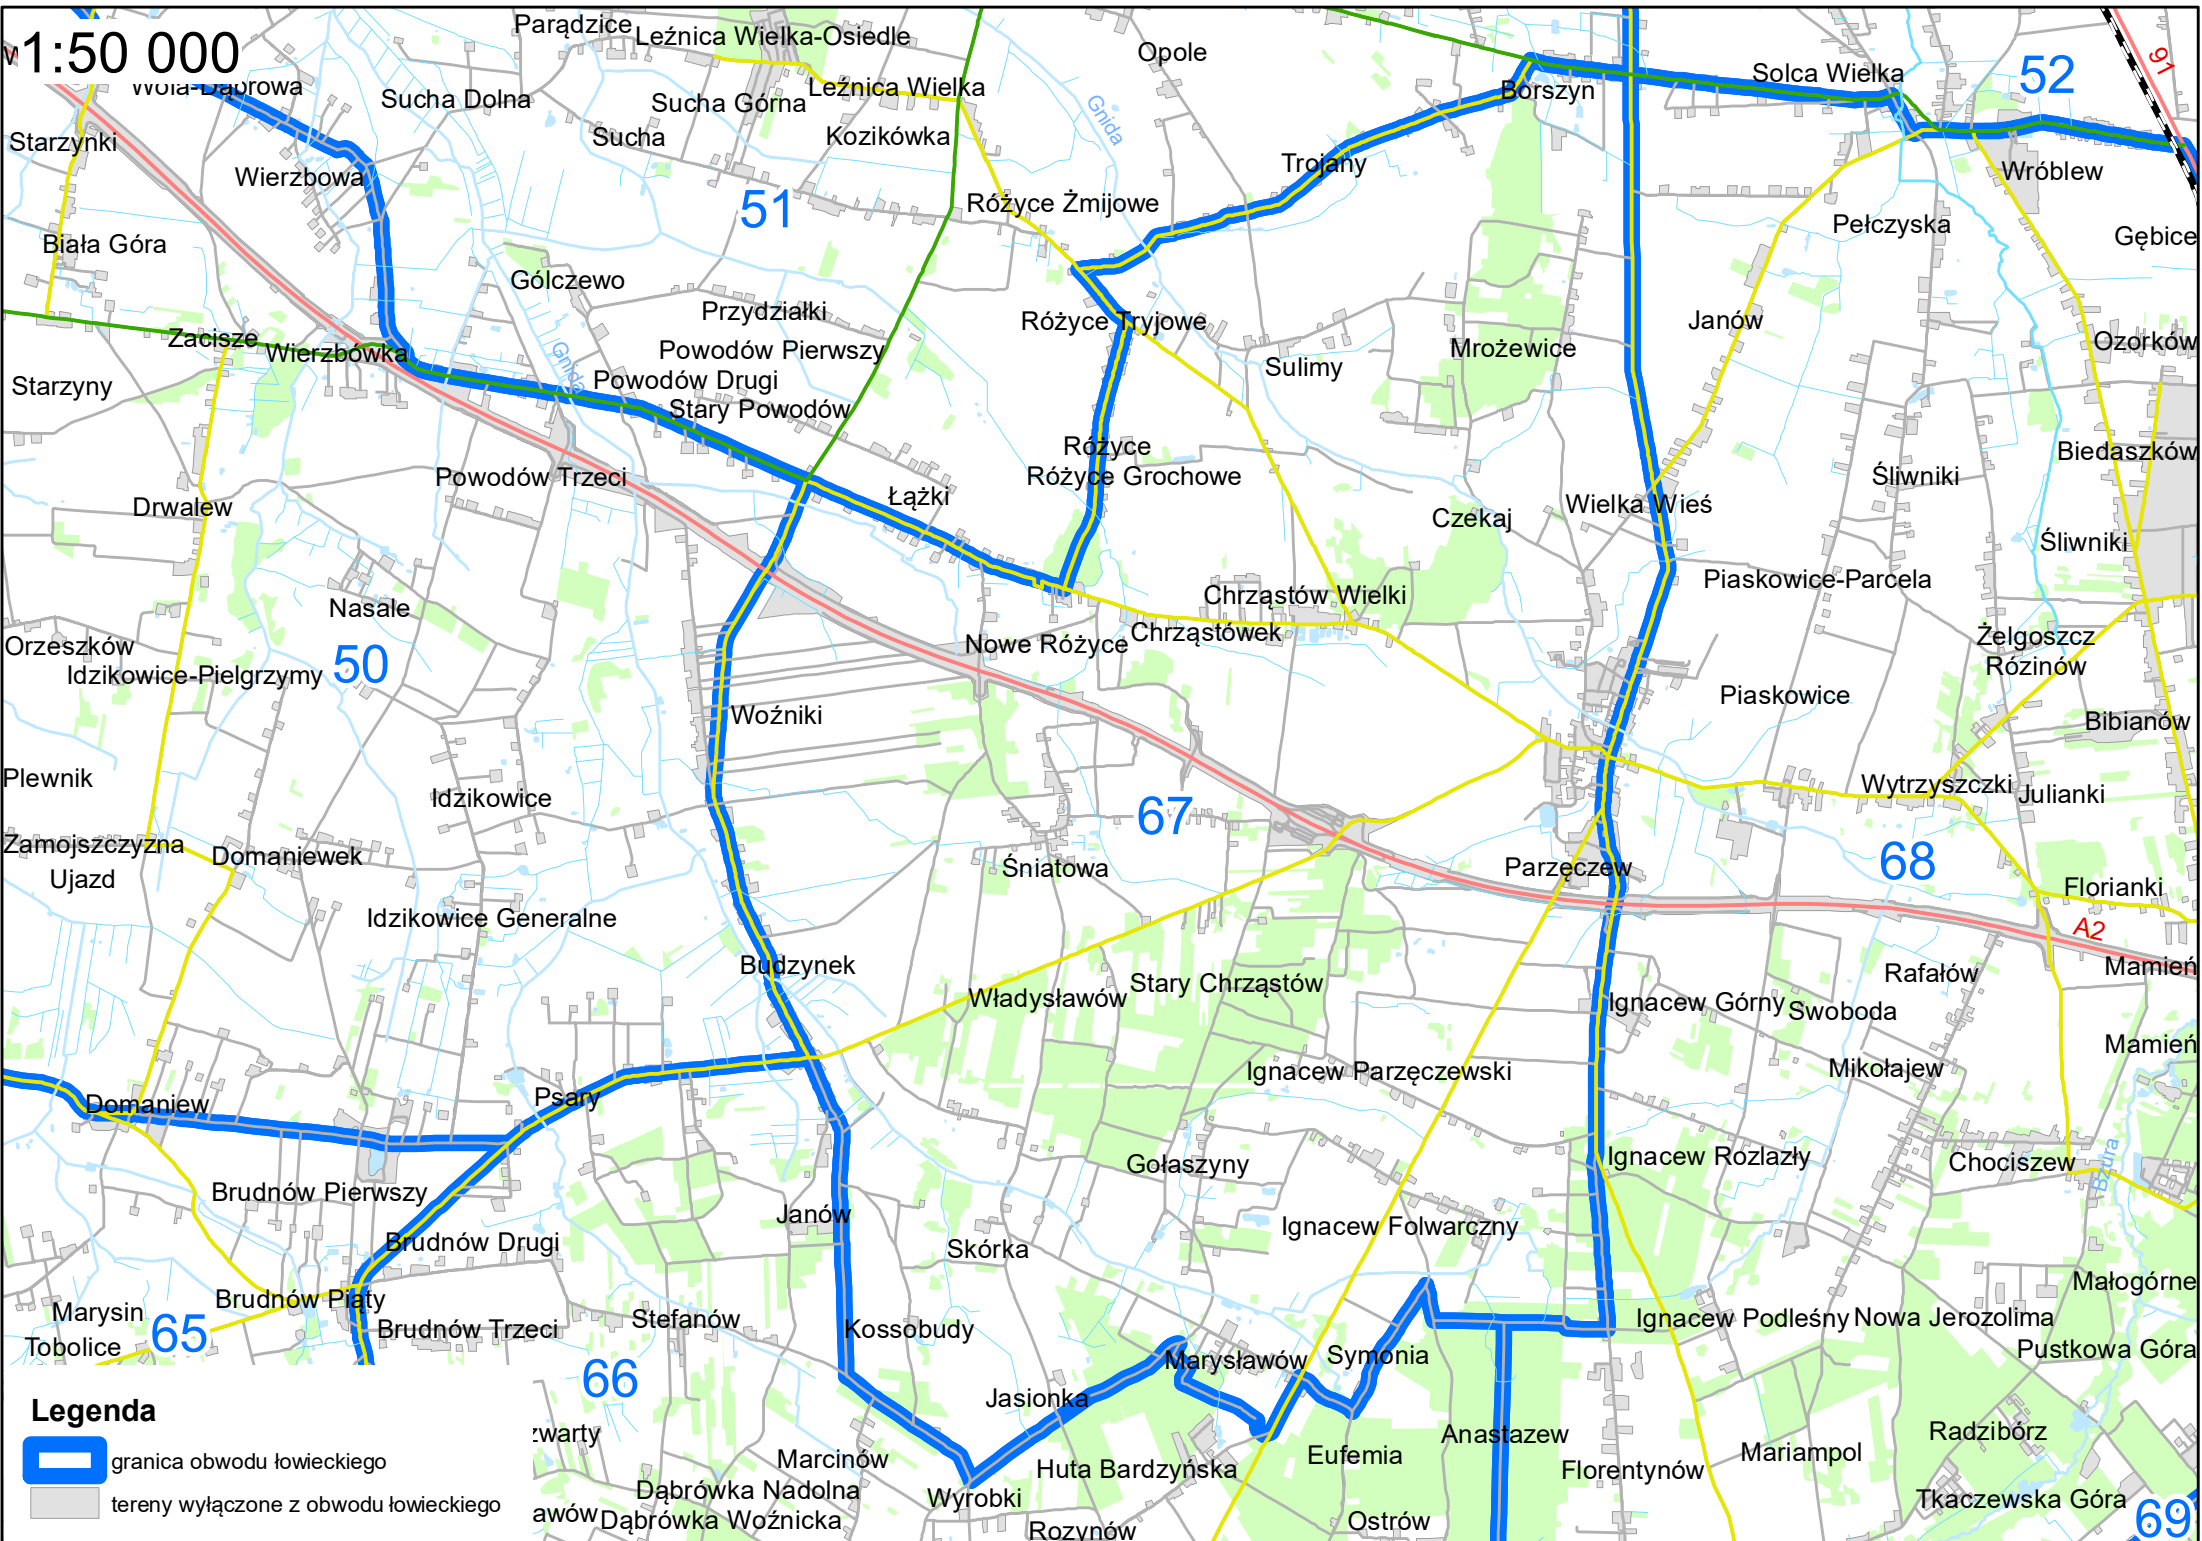 1:50 000
Parądzice
Leźnica Wielka-Osiedle
Opole
91
52
Solca Wielka
Wola-Dąbrowa
Sucha Dolna
Sucha Górna
Leźnica Wielka
Borszyn
Gnida
Starzynki
Sucha
Kozikówka
Trojany
Wróblew
Wierzbowa
51
Różyce Żmijowe
Pełczyska
Gębice
Biała Góra
Gólczewo
Przydziałki
Różyce Tryjowe
Janów
Zacisze
Wierzbówka
Gnida
Powodów Pierwszy
Mrożewice
Ozorków
Starzyny
Powodów Drugi
Sulimy
Stary Powodów
Różyce
Biedaszków
Powodów Trzeci
Różyce Grochowe
Śliwniki
Drwalew
Łążki
Czekaj
Wielka Wieś
Śliwniki
Nasale
Chrząstów Wielki
Piaskowice-Parcela
Orzeszków
Nowe Różyce
Chrząstówek
Żelgoszcz
Rózinów
Idzikowice-Pielgrzymy
50
Woźniki
Piaskowice
Bibianów
Plewnik
Idzikowice
67
Wytrzyszczki
Julianki
Zamojszczyzna
Domaniewek
Ujazd
Śniatowa
Parzęczew
68
Florianki
Idzikowice Generalne
A2
Budzynek
Władysławów
Stary Chrząstów
Rafałów
Mamień
Ignacew Górny
Swoboda
Mamień
Domaniew
Psary
Ignacew Parzęczewski
Mikołajew
Gołaszyny
Ignacew Rozlazły
Chociszew
Bzura
Brudnów Pierwszy
Janów
Skórka
Ignacew Folwarczny
Brudnów Drugi
Małogórne
Marysin
65
Brudnów Piąty
Brudnów Trzeci
Stefanów
Kossobudy
Ignacew Podleśny
Nowa Jerozolima
Tobolice
66
Marysławów
Symonia
Pustkowa Góra
Jasionka
Legenda
granica obwodu łowieckiego
tereny wyłączone z obwodu łowieckiego
zwarty
Marcinów
Huta Bardzyńska
Eufemia
Anastazew
Florentynów
Mariampol
Radzibórz
Dąbrówka Nadolna
Wyrobki
Tkaczewska Góra
awów
Dąbrówka Woźnicka
Rozynów
Ostrów
69